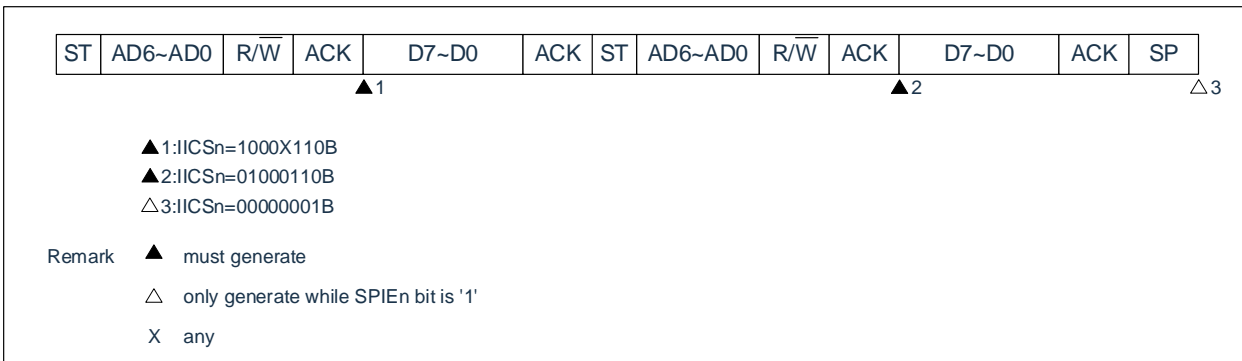 ST AD6~AD0 R/W̅ ACK D7~D0 ACK ST AD6~AD0 R/W̅ ACK D7~D0 ACK SP
▲1 ▲2 △3
▲1:IICSn=1000X110B
▲2:IICSn=01000110B
△3:IICSn=00000001B
Remark ▲ must generate
△ only generate while SPIEn bit is '1'
X any